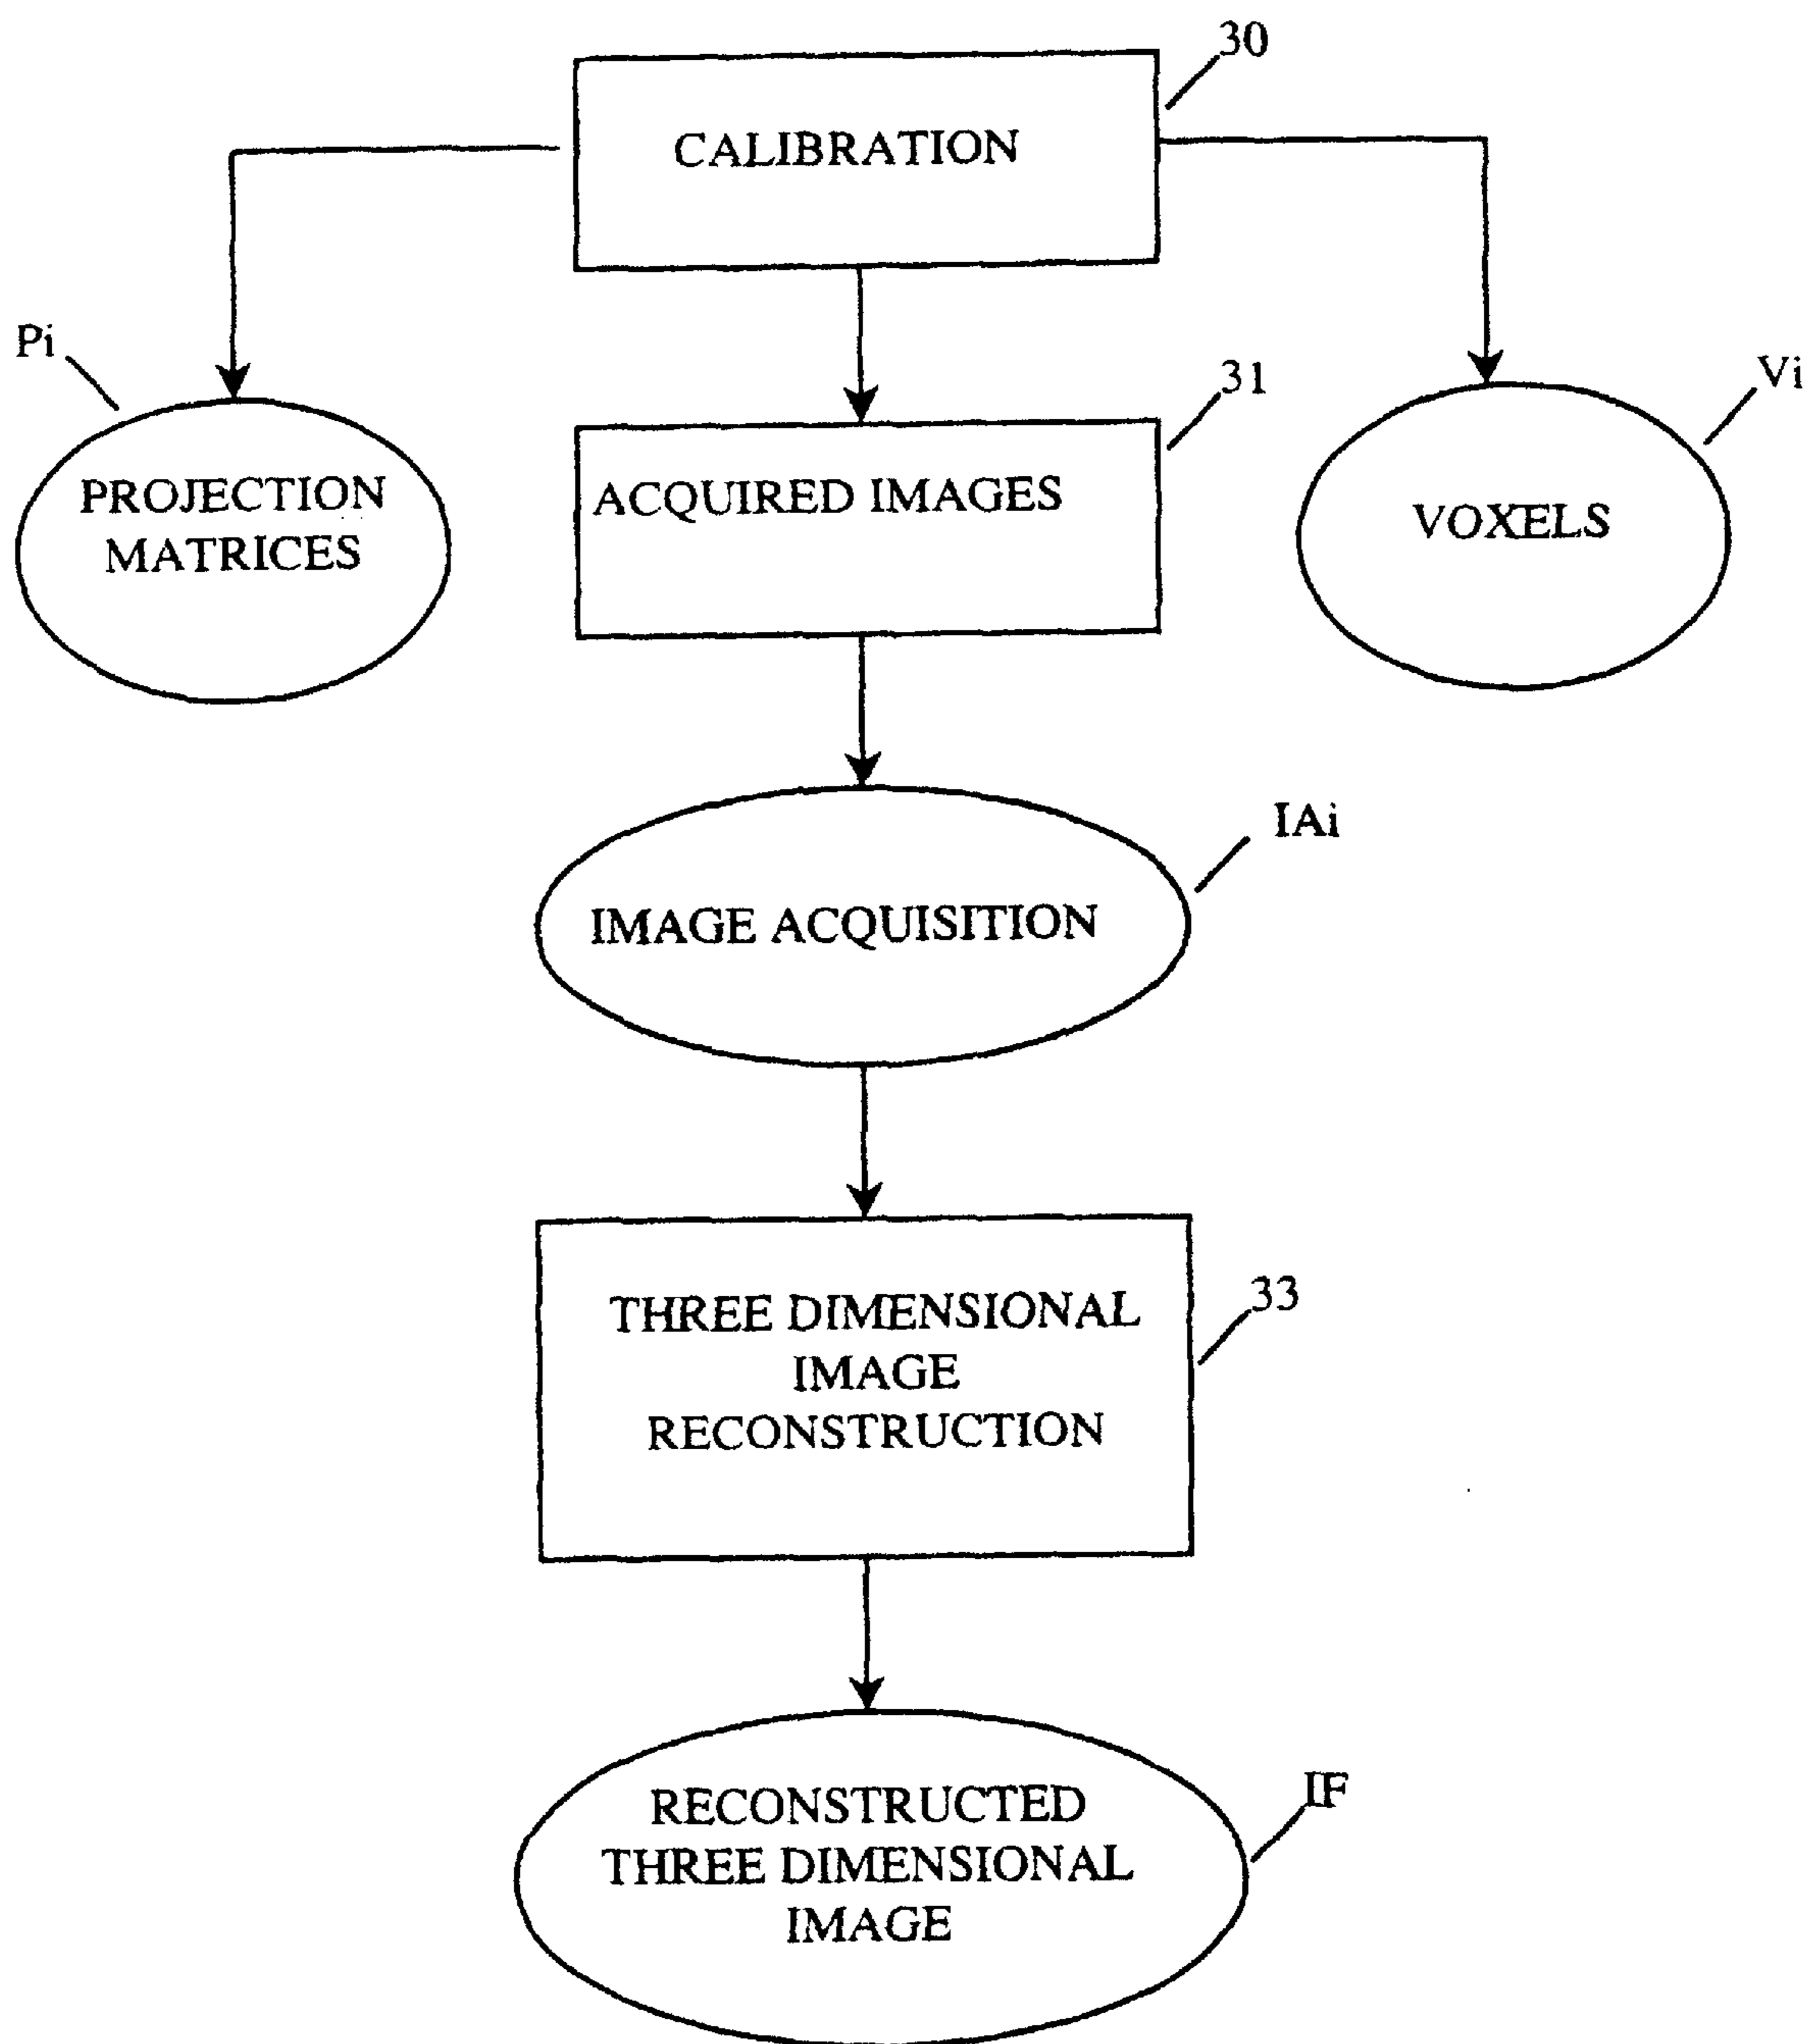 30
CALIBRATION
Pi
31
Vi
PROJECTION
MATRICES
ACQUIRED IMAGES
VOXELS
IAi
IMAGE ACQUISITION
33
THREE DIMENSIONAL
IMAGE
RECONSTRUCTION
IF
RECONSTRUCTED
THREE DIMENSIONAL
IMAGE